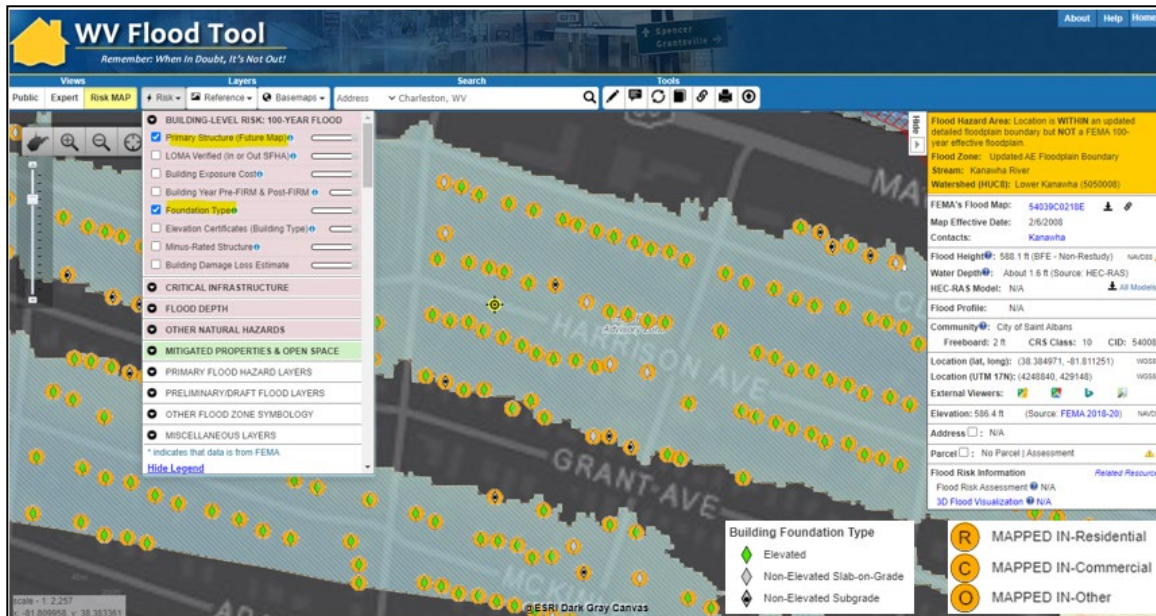 WV Flood Tool
Remember: When In Doubt, It's Not Out!
Spencer
Grantsville
About Help Home
Views Layers Search Tools
Public Expert Risk MAP Risk Reference Basemaps Address Charleston, WV
BUILDING-LEVEL RISK: 100-YEAR FLOOD
Primary Structure (Future Map)
LOMA Verified (In or Out SFHA)
Building Exposure Cost
Building Year Pre-FIRM & Post-FIRM
Foundation Type
Elevation Certificates (Building Type)
Minus-Rated Structure
Building Damage Loss Estimate
CRITICAL INFRASTRUCTURE
FLOOD DEPTH
OTHER NATURAL HAZARDS
MITIGATED PROPERTIES & OPEN SPACE
PRIMARY FLOOD HAZARD LAYERS
PRELIMINARY/DRAFT FLOOD LAYERS
OTHER FLOOD ZONE SYMBOLOGY
MISCELLANEOUS LAYERS
* indicates that data is from FEMA
Hide Legend
HARRISON AVE
GRANT AVE
Advisory
scale - 1: 2,257
x: -81.809958, y: 38.383361
@ESRI Dark Gray Canvas
Hide
Flood Hazard Area: Location is WITHIN an updated
detailed floodplain boundary but NOT a FEMA 100-
year effective floodplain.
Flood Zone: Updated AE Floodplain Boundary
Stream: Kanawha River
Watershed (HUC8): Lower Kanawha (5050008)
FEMA's Flood Map: 54039C0218E
Map Effective Date: 2/6/2008
Contacts: Kanawha
Flood Height: 588.1 ft (BFE - Non-Restudy) NAVD88
Water Depth: About 1.6 ft (Source: HEC-RAS)
HEC-RAS Model: N/A All Models
Flood Profile: N/A
Community: City of Saint Albans
Freeboard: 2 ft CRS Class: 10 CID: 54008
Location (lat, long): (38.384971, -81.811251) WGS8
Location (UTM 17N): (4248840, 429148) WGS8
External Viewers:
Elevation: 586.4 ft (Source: FEMA 2018-20) NAVD
Address : N/A
Parcel : No Parcel | Assessment
Flood Risk Information Related Resource
Flood Risk Assessment N/A
3D Flood Visualization N/A
Building Foundation Type
Elevated
Non-Elevated Slab-on-Grade
Non-Elevated Subgrade
R MAPPED IN-Residential
C MAPPED IN-Commercial
O MAPPED IN-Other